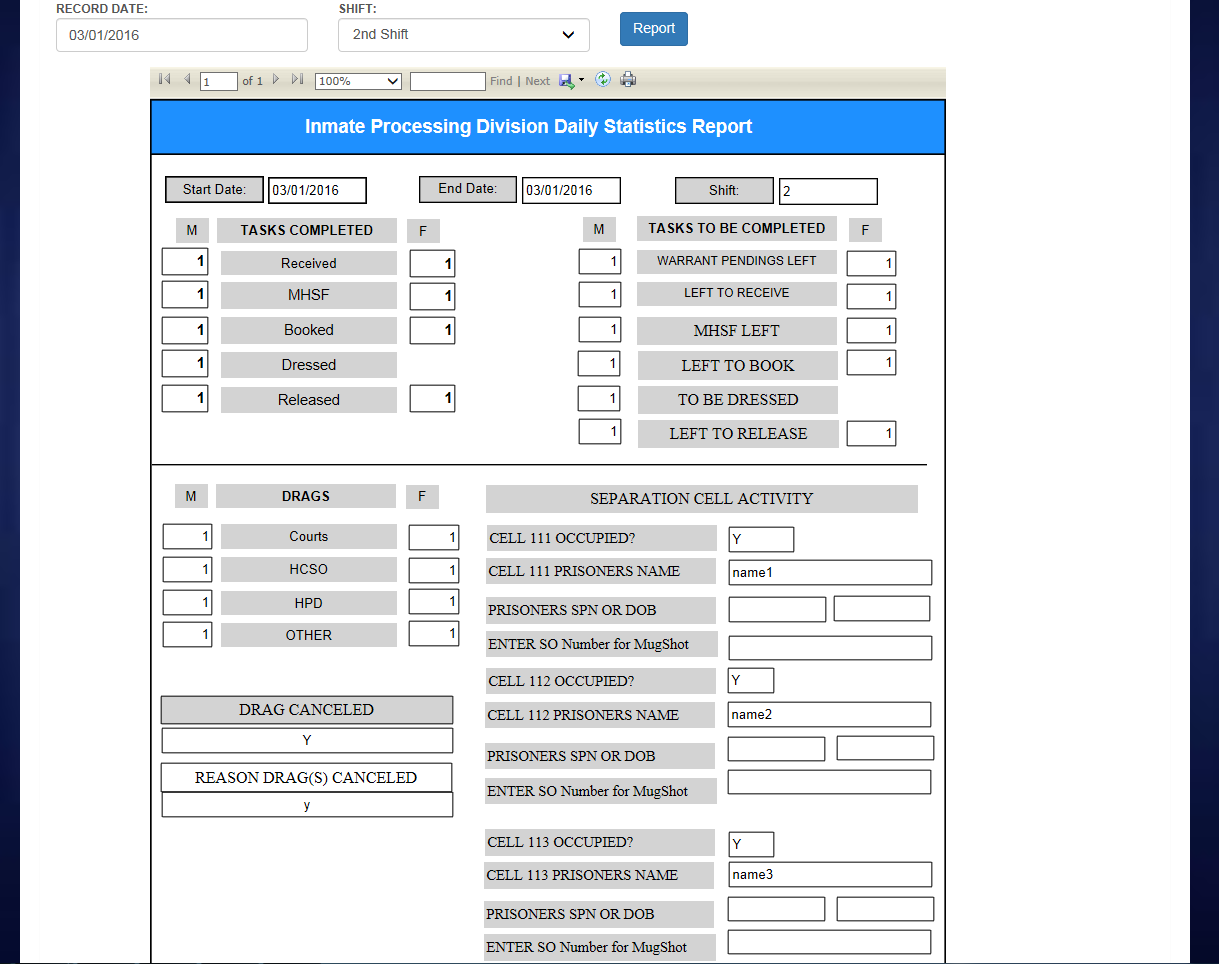 RECORD DATE: SHIFT:
03/01/2016 2nd Shift Report
1 of 1 100% Find | Next
Inmate Processing Division Daily Statistics Report
Start Date: 03/01/2016 End Date: 03/01/2016 Shift: 2
M TASKS COMPLETED F M TASKS TO BE COMPLETED F
1 Received 1 1 WARRANT PENDINGS LEFT 1
1 MHSF 1 1 LEFT TO RECEIVE 1
1 Booked 1 1 MHSF LEFT 1
1 Dressed 1 LEFT TO BOOK 1
1 Released 1 1 TO BE DRESSED
1 LEFT TO RELEASE 1
M DRAGS F SEPARATION CELL ACTIVITY
1 Courts 1 CELL 111 OCCUPIED? Y
1 HCSO 1 CELL 111 PRISONERS NAME name1
1 HPD 1 PRISONERS SPN OR DOB
1 OTHER 1 ENTER SO Number for MugShot
CELL 112 OCCUPIED? Y
DRAG CANCELED CELL 112 PRISONERS NAME name2
Y PRISONERS SPN OR DOB
REASON DRAG(S) CANCELED ENTER SO Number for MugShot
y
CELL 113 OCCUPIED? Y
CELL 113 PRISONERS NAME name3
PRISONERS SPN OR DOB
ENTER SO Number for MugShot